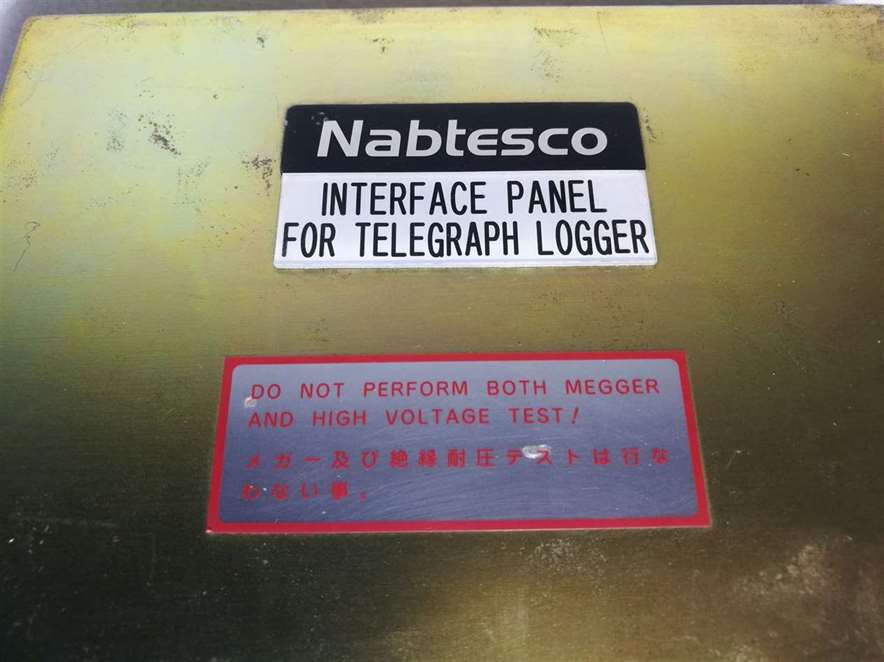 Nabtesco
INTERFACE PANEL
FOR TELEGRAPH LOGGER
DO NOT PERFORM BOTH MEGGER
AND HIGH VOLTAGE TEST!
メガー及び絶縁耐圧テストは行な
わない事。